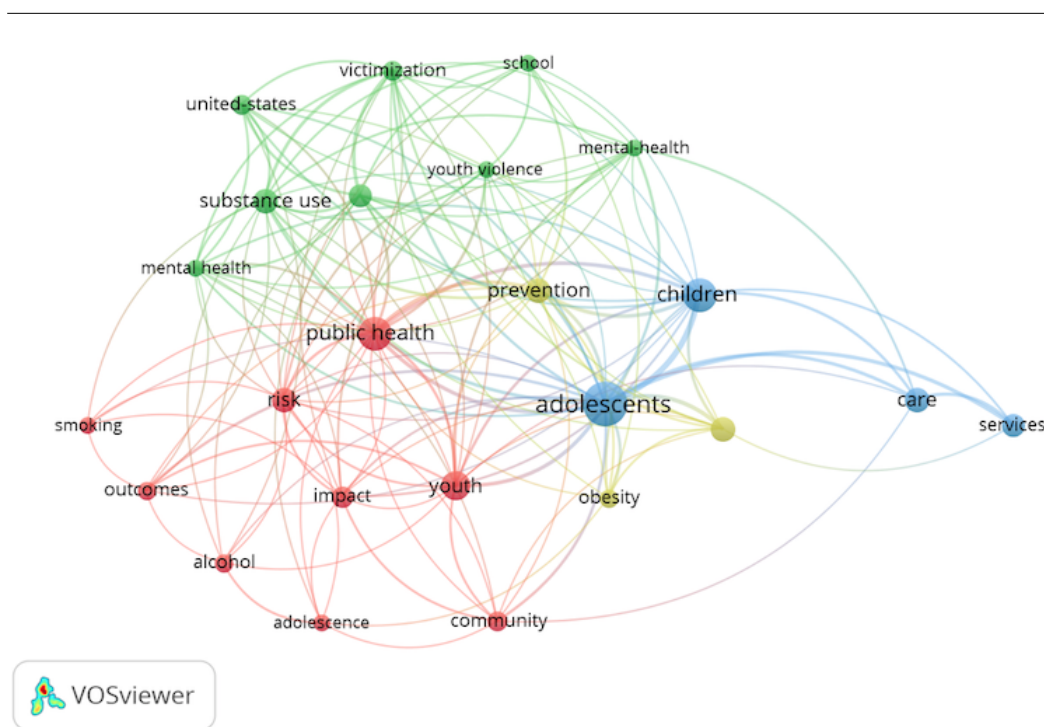 school
victimization
united-states
mental-health
youth violence
substance use
mental health
prevention
children
public health
risk
adolescents
care
smoking
services
outcomes
impact
youth
obesity
alcohol
adolescence
community
VOSviewer